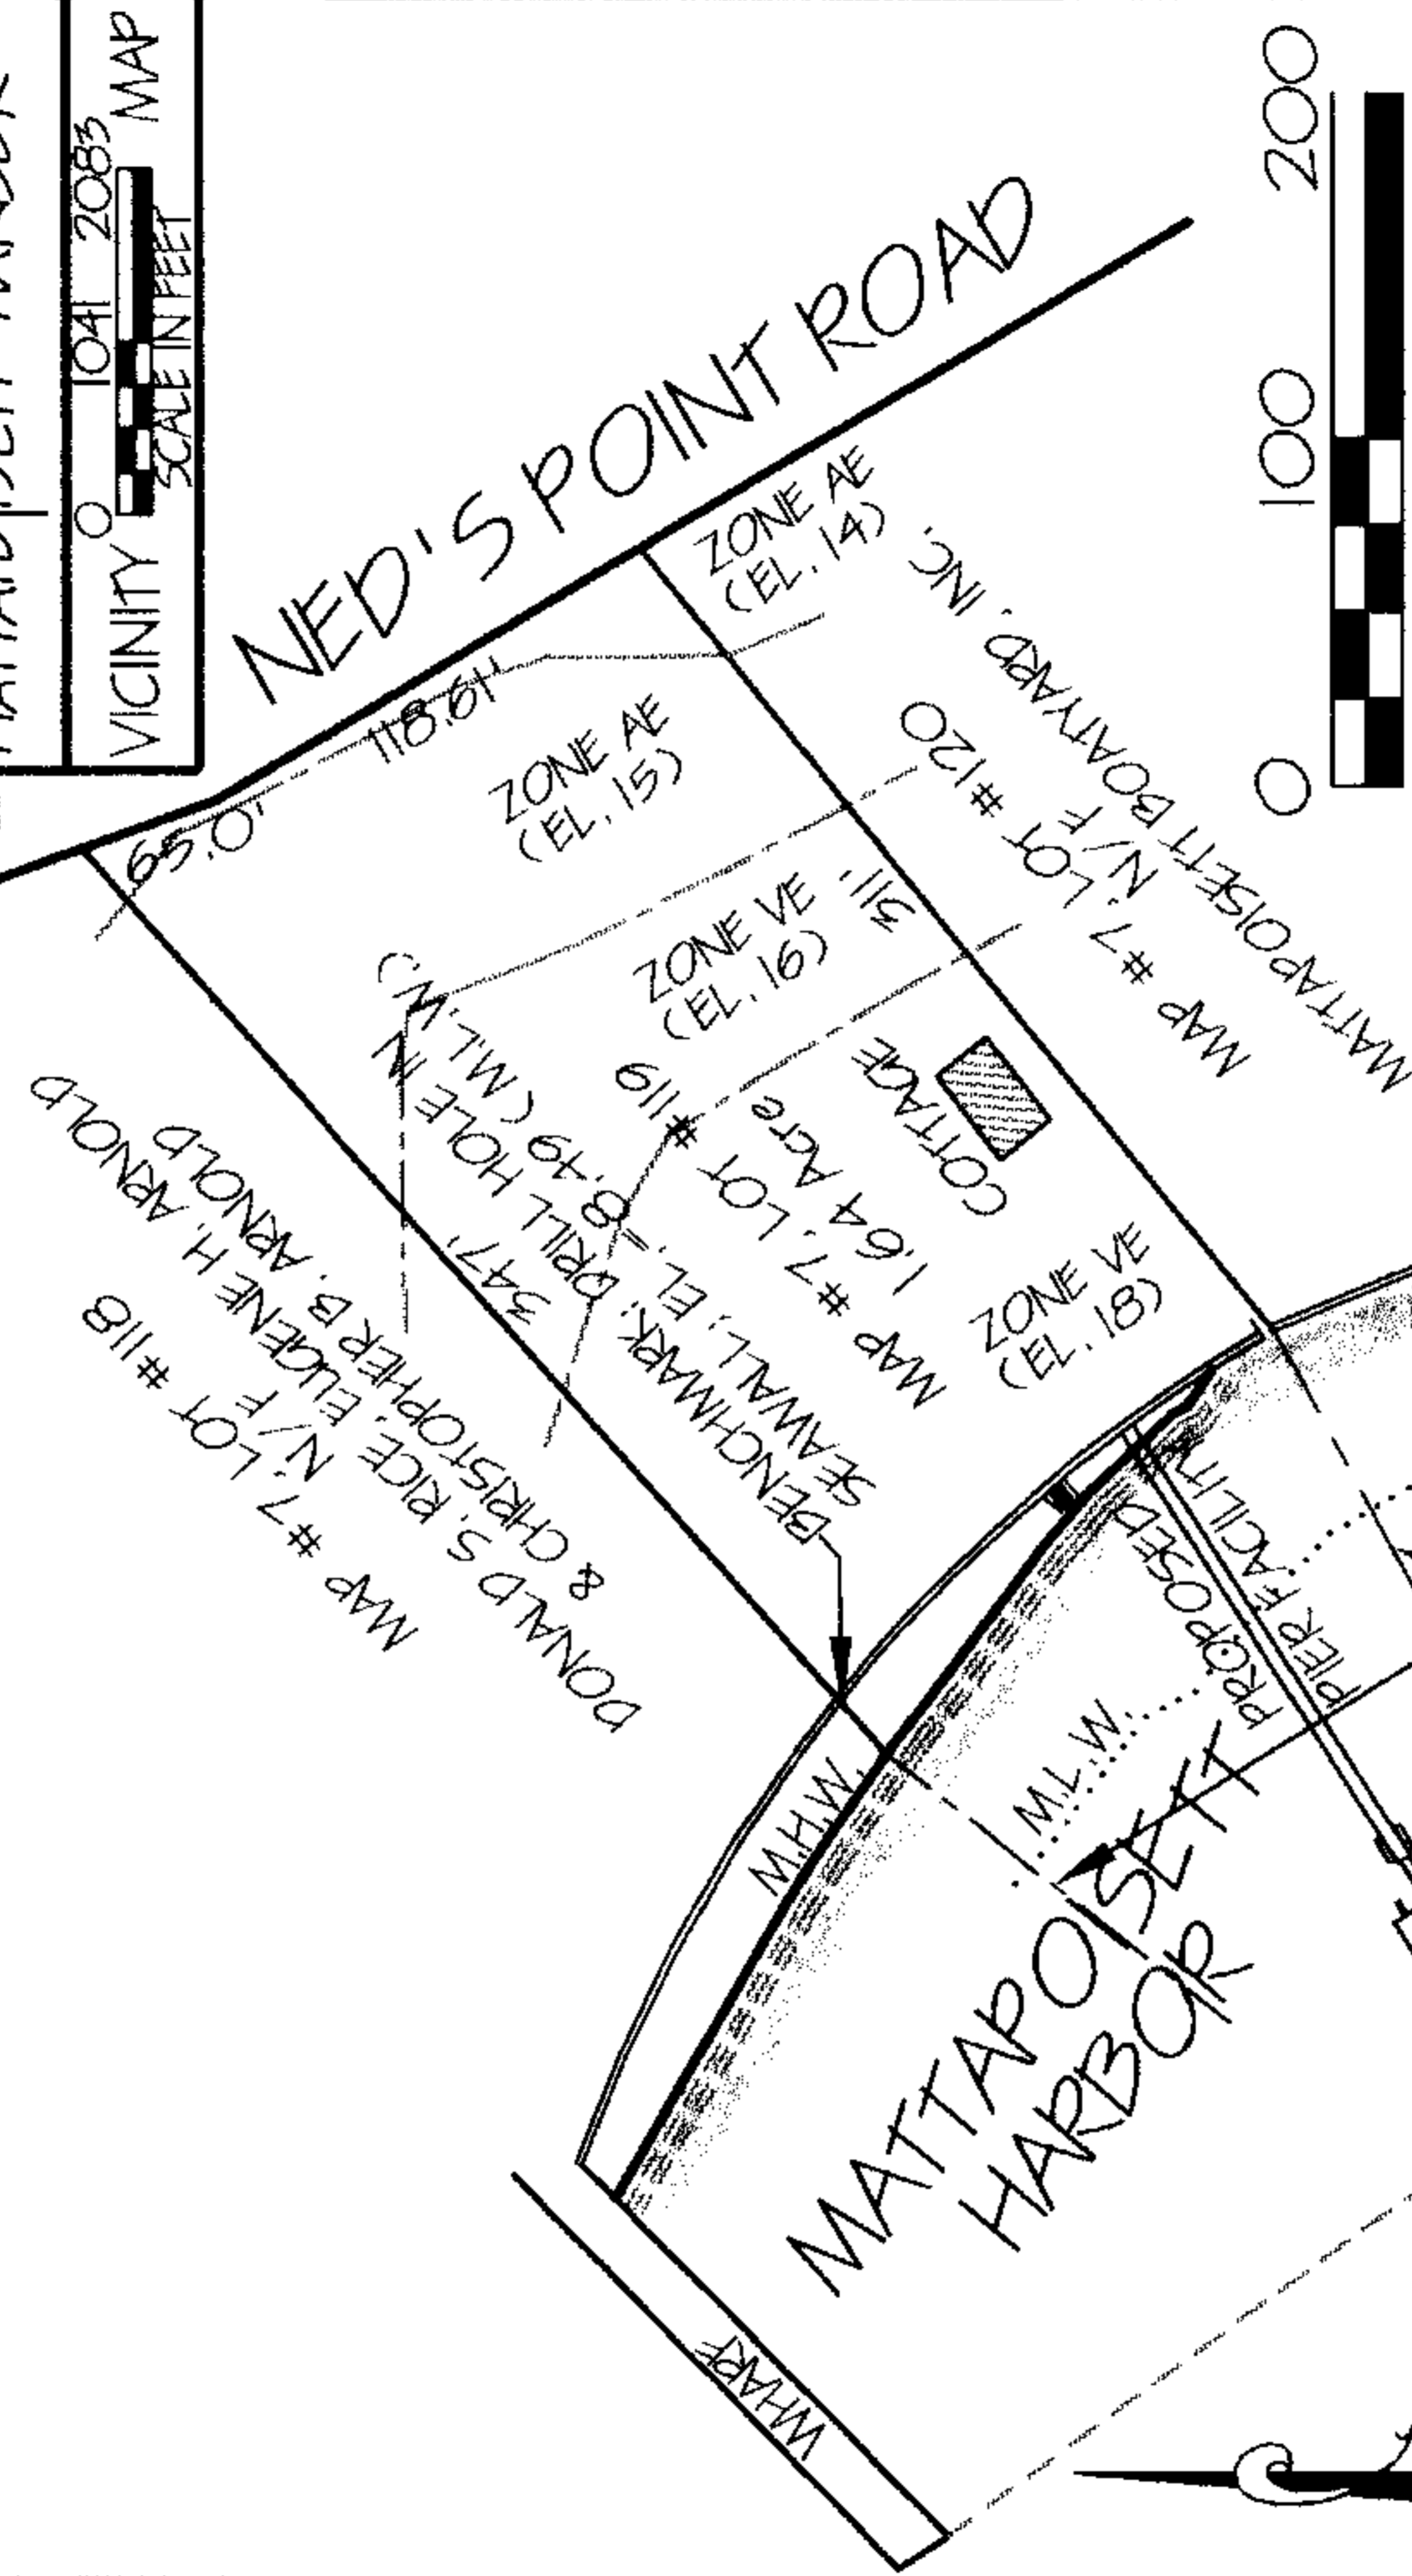 VICINITY MAP
0 1041 2083
SCALE IN FEET
NED'S POINT ROAD
65.0'
118.61'
ZONE AE
(EL. 14)
ZONE AE
(EL. 15)
ZONE VE
(EL. 16)
ZONE VE
(EL. 18)
311'
347'
MAP #7, LOT #120
N/F
MATTAPOISETT BOATYARD, INC.
MAP #7, LOT #119
1.64 Acre
COTTAGE
BENCHMARK: DRILL HOLE IN
SEAWALL; EL. = 8.49 (M.L.W.)
MAP #7, LOT #118
N/F
DONALD S. RICE, EUGENE H. ARNOLD
& CHRISTOPHER B. ARNOLD
M.H.W.
M.L.W.
PROPOSED
PIER FACILITY
MATTAPOISETT
HARBOR
WHARF
0 100 200